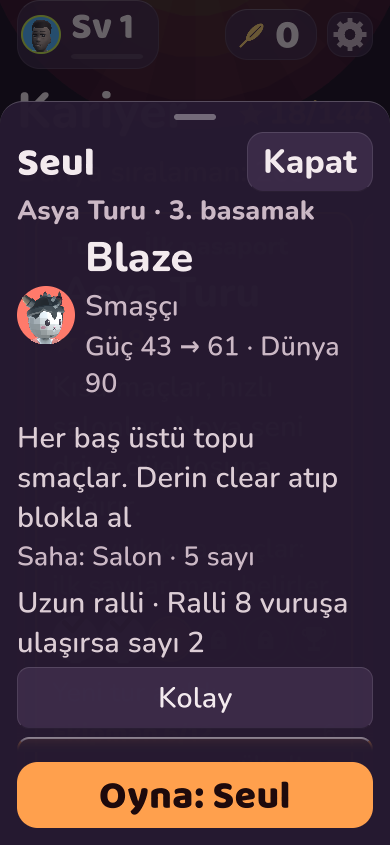 Sv 1
0
Seul
Kapat
Asya Turu · 3. basamak
Blaze
Smaşçı
Güç 43 → 61 · Dünya
90
Her baş üstü topu
smaçlar. Derin clear atıp
blokla al
Saha: Salon · 5 sayı
Uzun ralli · Ralli 8 vuruşa
ulaşırsa sayı 2
Kolay
Oyna: Seul